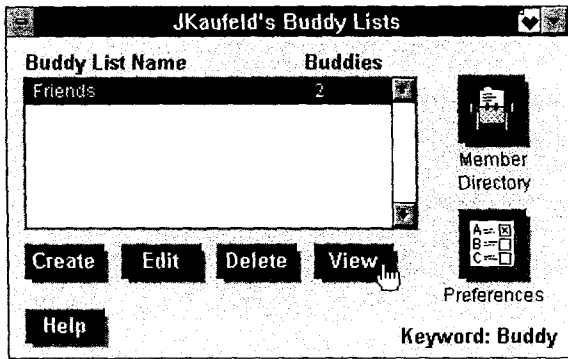 JKaufeld's Buddy Lists
Buddy List Name Buddies
Friends 2
Member
Directory
A=
B=
C=
Create Edit Delete View
Preferences
Help
Keyword: Buddy